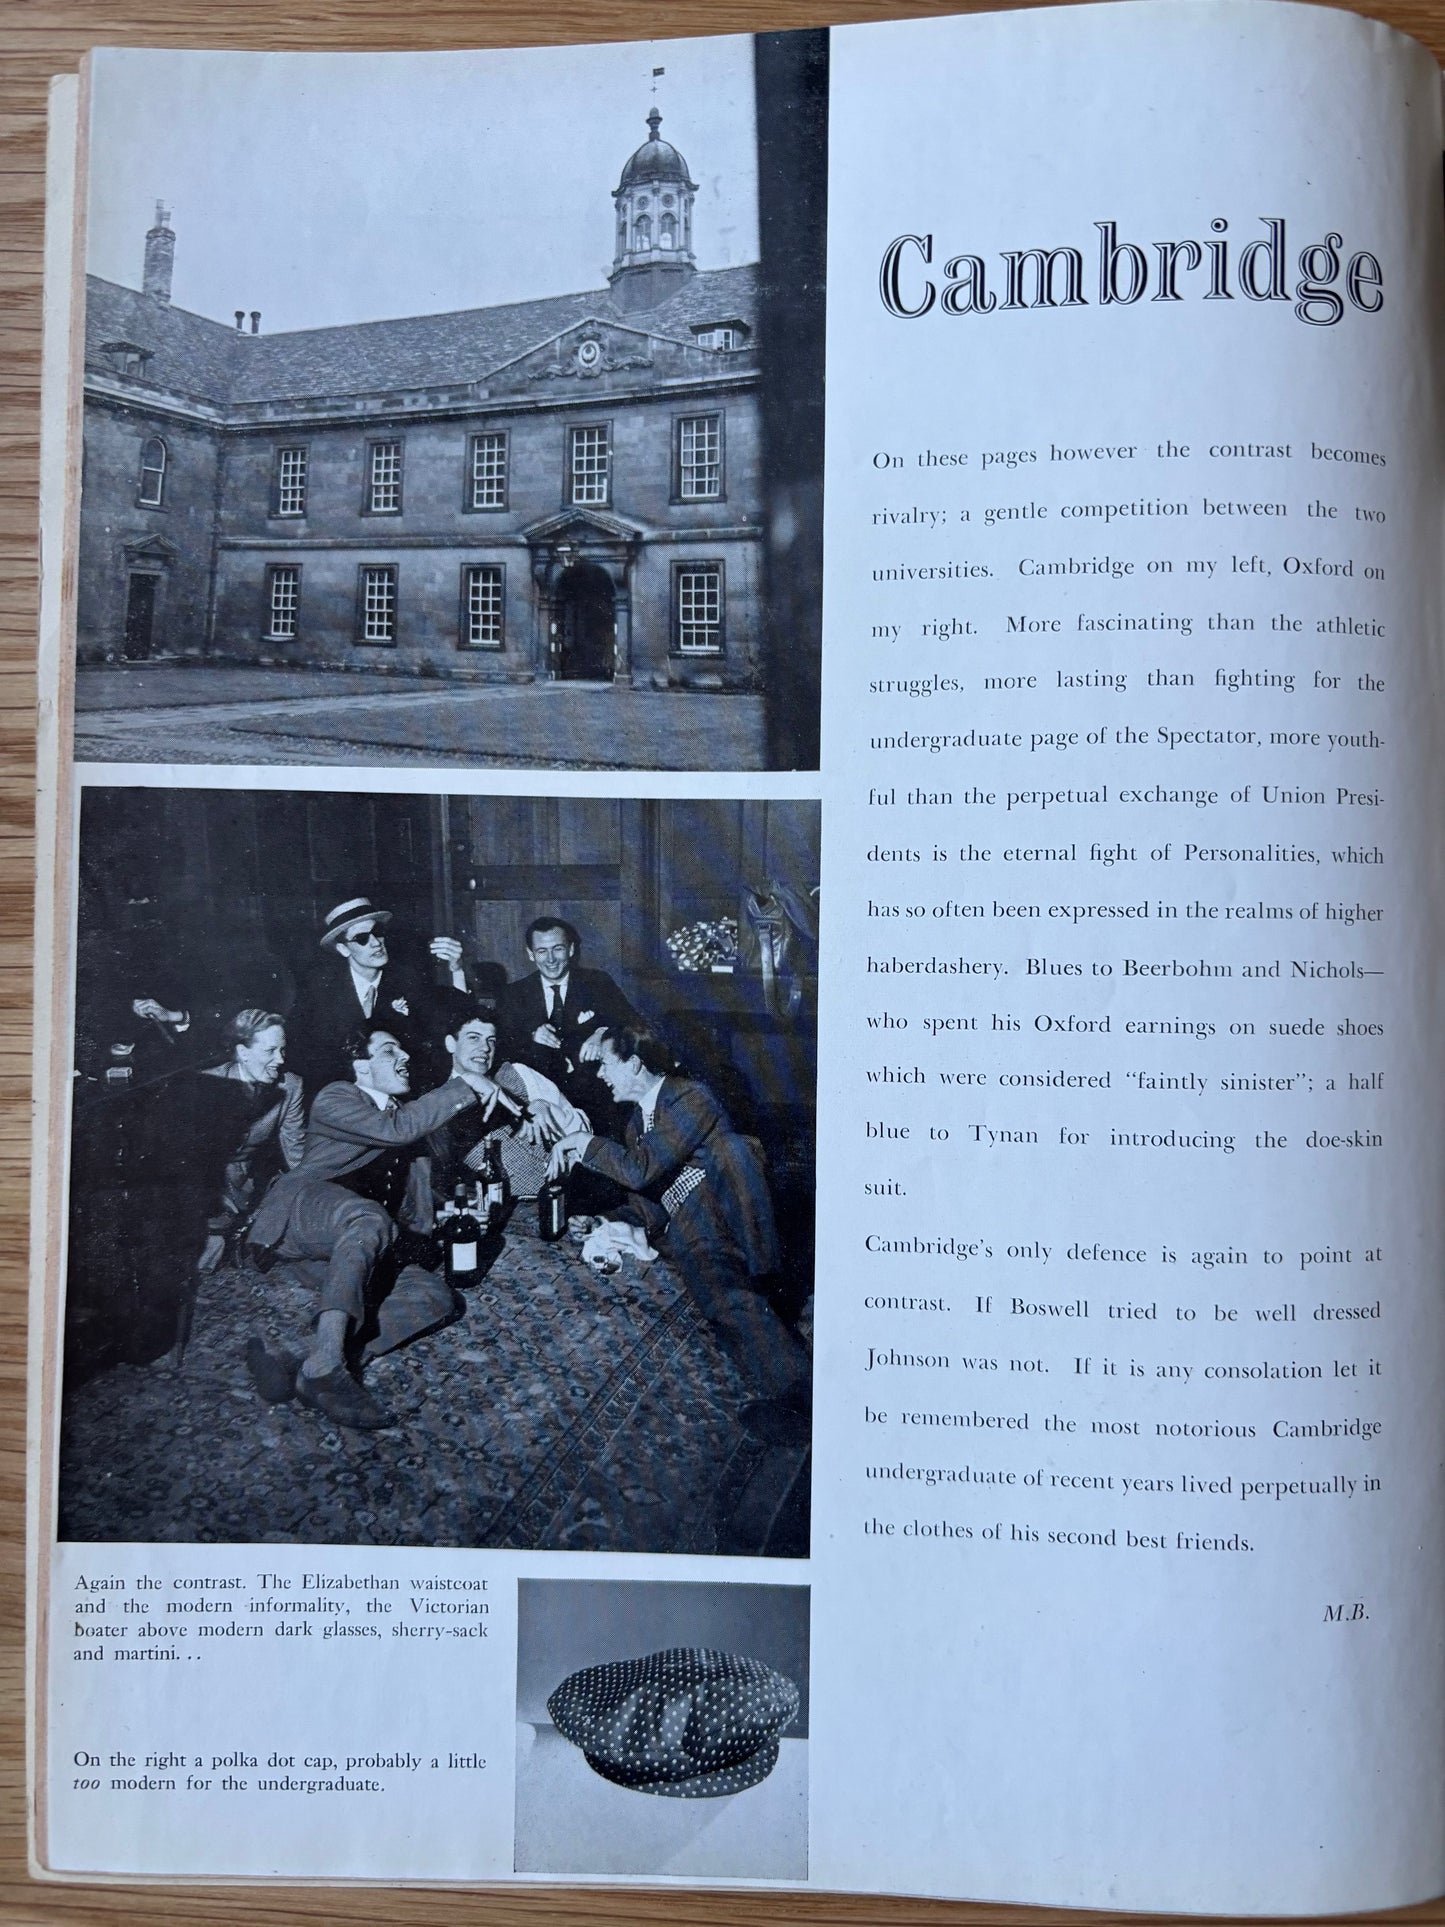 Cambridge
On these pages however the contrast becomes
rivalry; a gentle competition between the two
universities. Cambridge on my left, Oxford on
my right. More fascinating than the athletic
struggles, more lasting than fighting for the
undergraduate page of the Spectator, more youth-
ful than the perpetual exchange of Union Presi-
dents is the eternal fight of Personalities, which
has so often been expressed in the realms of higher
haberdashery. Blues to Beerbohm and Nichols—
who spent his Oxford earnings on suede shoes
which were considered “faintly sinister”; a half
blue to Tynan for introducing the doe-skin
suit.
Cambridge’s only defence is again to point at
contrast. If Boswell tried to be well dressed
Johnson was not. If it is any consolation let it
be remembered the most notorious Cambridge
undergraduate of recent years lived perpetually in
the clothes of his second best friends.
M.B.
Again the contrast. The Elizabethan waistcoat
and the modern informality, the Victorian
boater above modern dark glasses, sherry-sack
and martini. . .
On the right a polka dot cap, probably a little
too modern for the undergraduate.